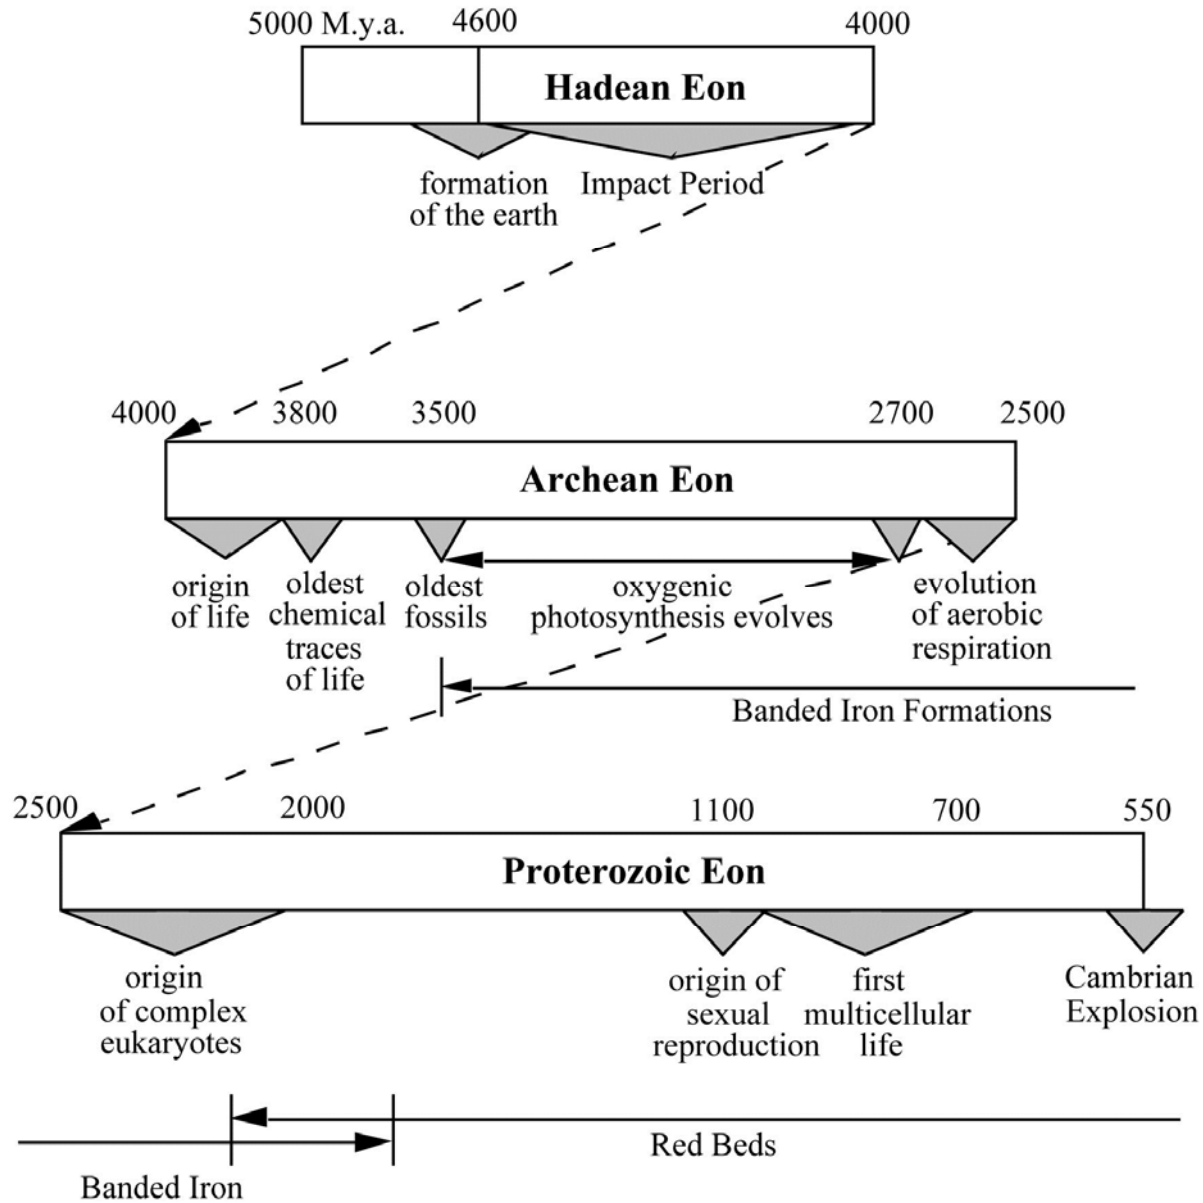 5000 M.y.a. 4600 4000
Hadean Eon
formation
of the earth
Impact Period
4000 3800 3500 2700 2500
Archean Eon
origin
of life
oldest
chemical
traces
of life
oldest
fossils
oxygenic
photosynthesis evolves
evolution
of aerobic
respiration
Banded Iron Formations
2500 2000 1100 700 550
Proterozoic Eon
origin
of complex
eukaryotes
origin of
sexual
reproduction
first
multicellular
life
Cambrian
Explosion
Red Beds
Banded Iron